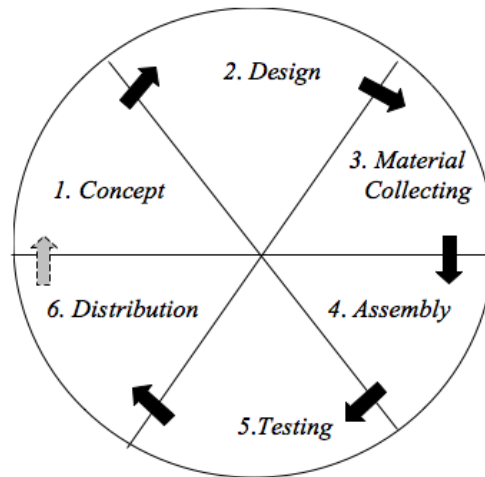 1. Concept
2. Design
3. Material
Collecting
4. Assembly
5.Testing
6. Distribution